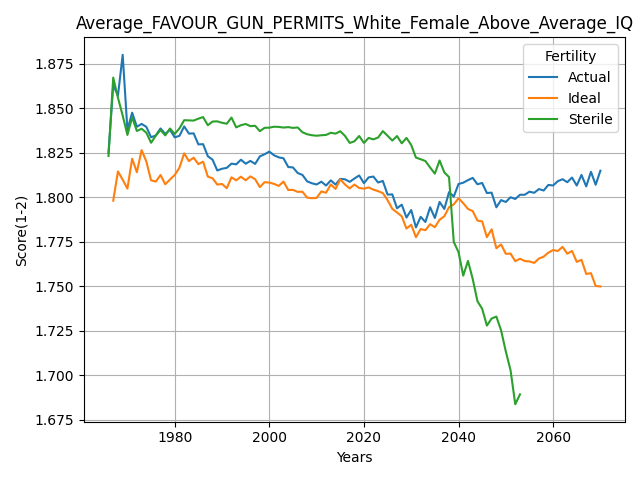 Average_FAVOUR_GUN_PERMITS_White_Female_Above_Average_IQ
Fertility
Actual
Ideal
Sterile
1.875
1.850
1.825
1.800
1.775
1.750
1.725
1.700
1.675
Score(1-2)
1980 2000 2020 2040 2060
Years